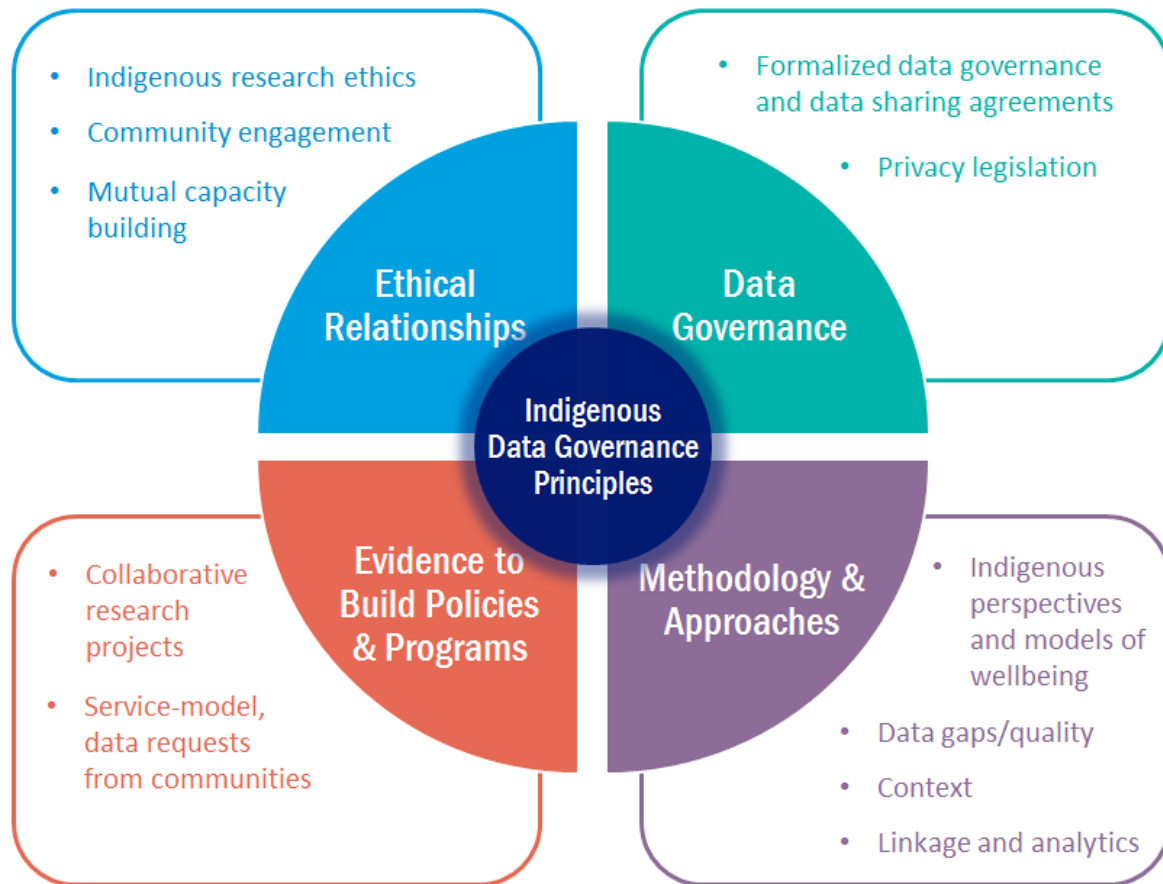 • Indigenous research ethics
• Community engagement
• Mutual capacity
building
• Formalized data governance
and data sharing agreements
• Privacy legislation
Ethical
Relationships
Data
Governance
Indigenous
Data Governance
Principles
Evidence to
Build Policies
& Programs
Methodology &
Approaches
• Collaborative
research
projects
• Service-model,
data requests
from communities
• Indigenous
perspectives
and models of
wellbeing
• Data gaps/quality
• Context
• Linkage and analytics